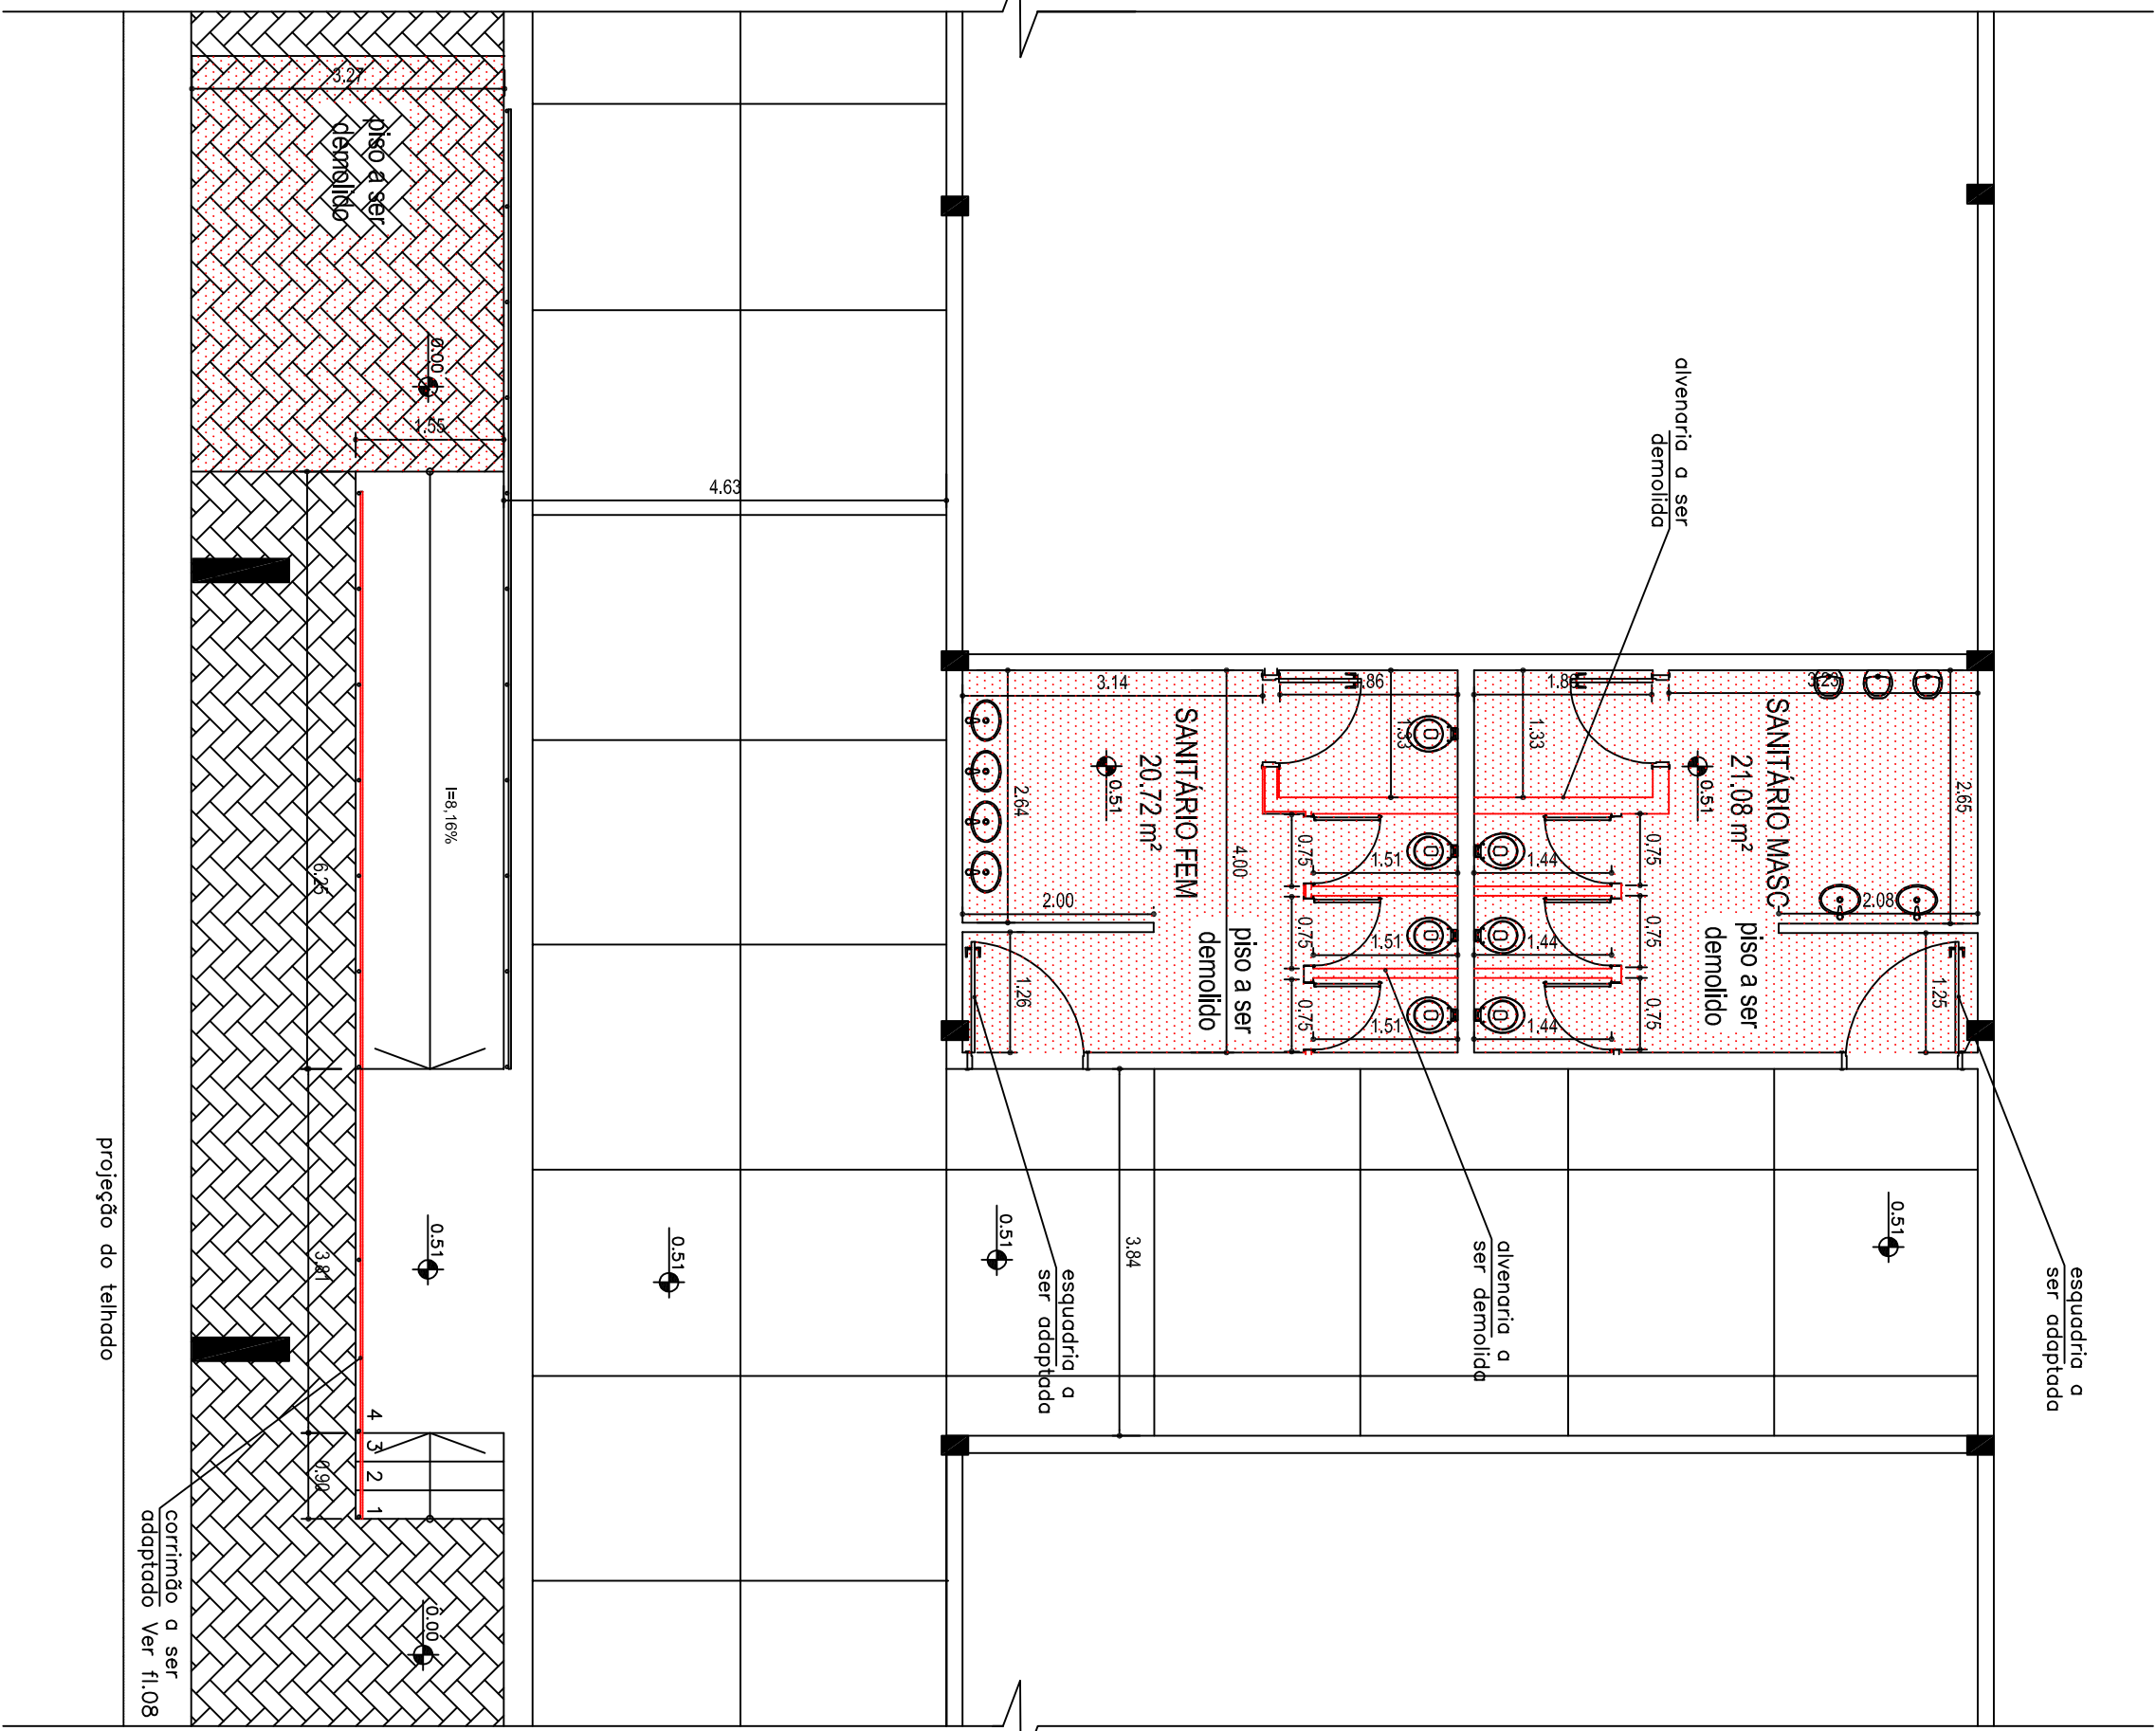 esquadria a
ser adaptada
0.51
2.65
3.23
2.08
1.25
SANITÁRIO MASC
21.08 m²
piso a ser
demolido
0.51
alvenaria a ser
demolida
0.75
0.75
0.75
1.33
1.44
1.44
1.44
alvenaria a
ser demolida
1.86
1.33
1.51
1.51
1.51
0.75
0.75
0.75
4.00
SANITÁRIO FEM
20.72 m²
piso a ser
demolido
3.14
0.51
2.64
2.00
1.26
3.84
esquadria a
ser adaptada
0.51
4.63
0.51
I=8,16%
0.00
1.55
0.51
0.00
3.27
piso a ser
demolido
6.25
3.81
0.90
4
3
2
1
corrimão a ser
adaptado Ver fl.08
projeção do telhado